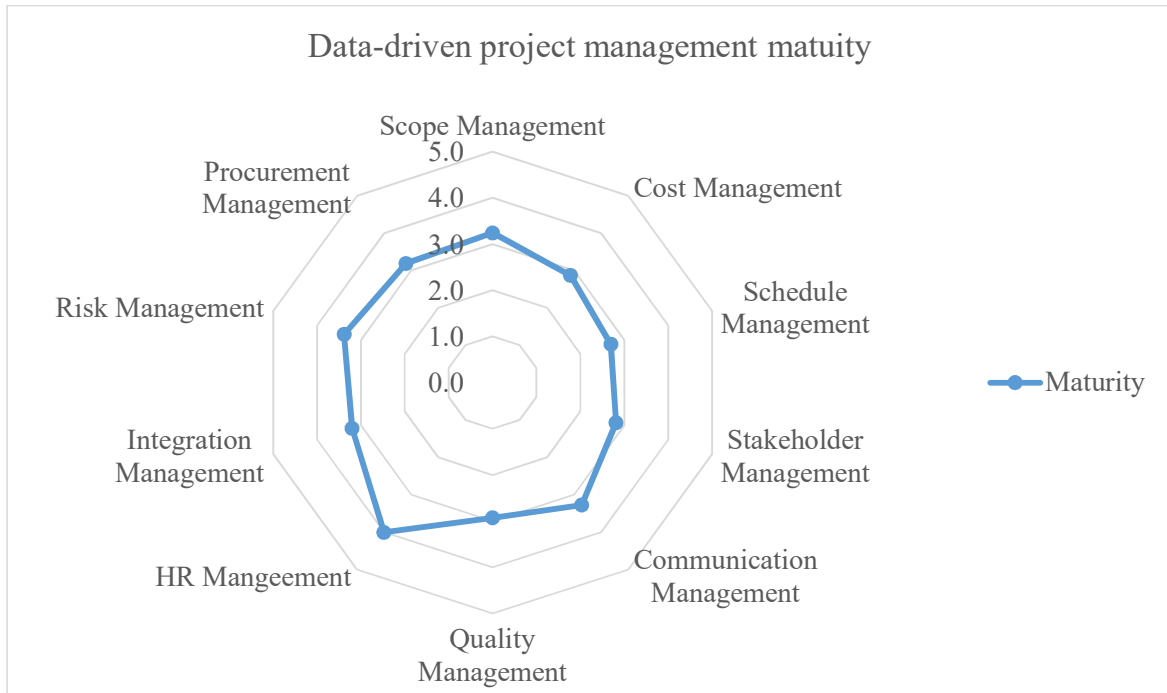 Data-driven project management matuity
Scope Management
5.0
4.0
3.0
2.0
1.0
0.0
Cost Management
Schedule
Management
Stakeholder
Management
Communication
Management
Quality
Management
HR Mangeement
Integration
Management
Risk Management
Procurement
Management
Maturity